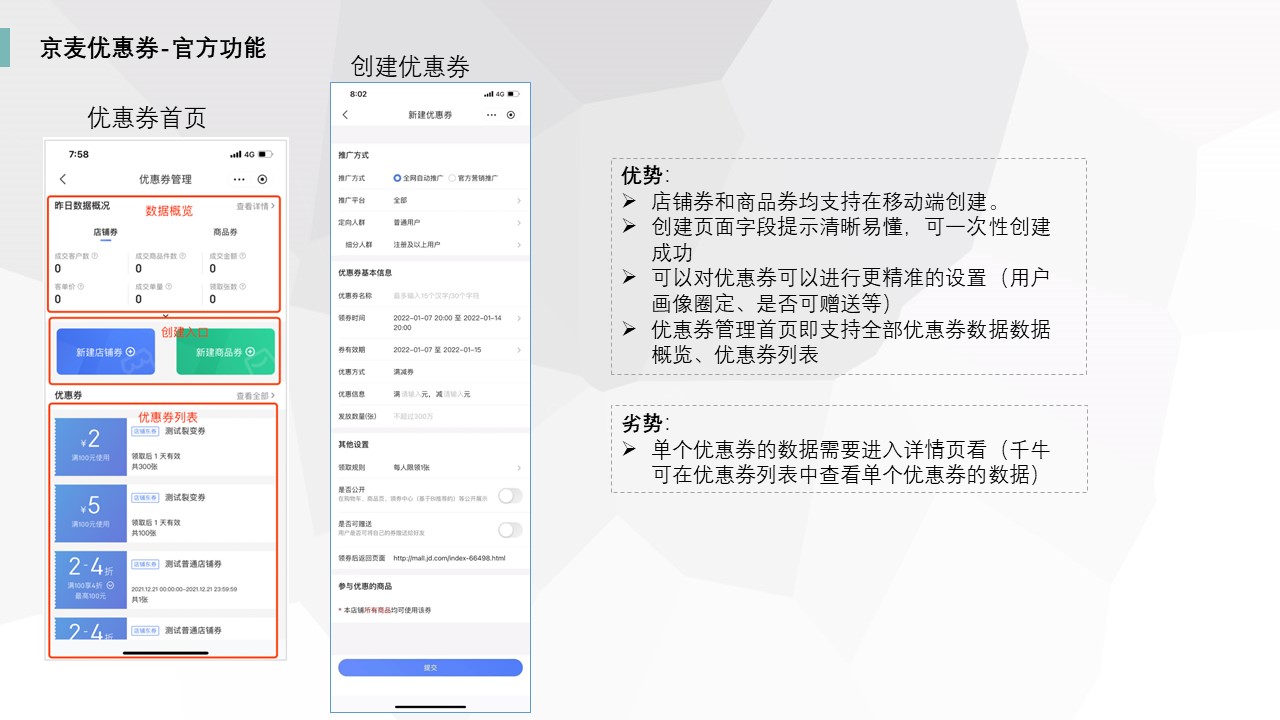 京麦优惠券-官方功能
优惠券首页
7:58
4G
优惠券管理
昨日数据概况
数据概览
查看详情
店铺券
商品券
成交客户数
成交商品件数
成交金额
0
0
0
客单价
成交单量
领取张数
0
0
0
创建入口
新建店铺券
新建商品券
优惠券
查看全部
优惠券列表
¥2
满100元使用
店铺东券 测试裂变券
领取后 1 天有效
共300张
¥5
满100元使用
店铺东券 测试裂变券
领取后 1 天有效
共100张
2-4折
满100享4折
最高100元
店铺东券 测试普通店铺券
2021.12.21 00:00:00-2021.12.21 23:59:59
共1张
2-4折
店铺东券 测试普通店铺券
创建优惠券
8:02
4G
新建优惠券
推广方式
推广方式 全网自动推广 官方营销推广
推广平台 全部
定向人群 普通用户
细分人群 注册及以上用户
优惠券基本信息
优惠券名称 最多输入15个汉字/30个字符
领券时间 2022-01-07 20:00 至 2022-01-14
20:00
券有效期 2022-01-07 至 2022-01-15
优惠方式 满减券
优惠信息 满 请输入元，减 请输入元
发放数量(张) 不超过300万
其他设置
领取规则 每人限领1张
是否公开
在购物车、商品页、领券中心（基于BI推荐的）等公开展示
是否可赠送
用户是否可将自己的券赠送给好友
领券后返回页面 http://mall.jd.com/index-66498.html
参与优惠的商品
* 本店铺所有商品均可使用该券
提交
优势：
➢ 店铺券和商品券均支持在移动端创建。
➢ 创建页面字段提示清晰易懂，可一次性创建
成功
➢ 可以对优惠券可以进行更精准的设置（用户
画像圈定、是否可赠送等）
➢ 优惠券管理首页即支持全部优惠券数据数据
概览、优惠券列表
劣势：
➢ 单个优惠券的数据需要进入详情页看（千牛
可在优惠券列表中查看单个优惠券的数据）